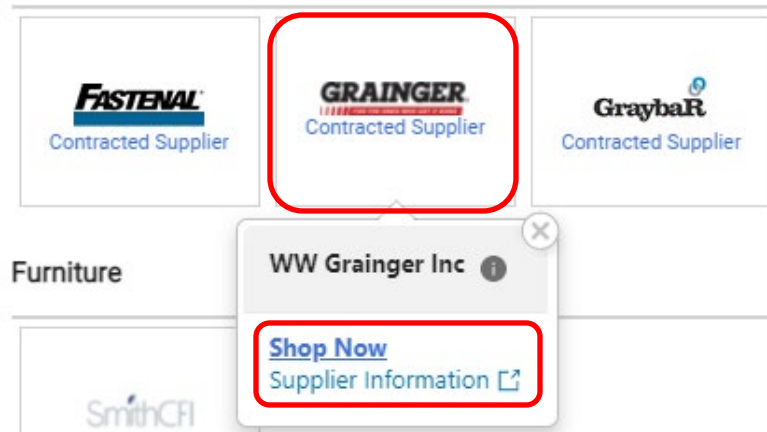 FASTENAL
Contracted Supplier
GRAINGER
Contracted Supplier
GraybaR
Contracted Supplier
WW Grainger Inc
Furniture
Shop Now
Supplier Information
SmithCFI